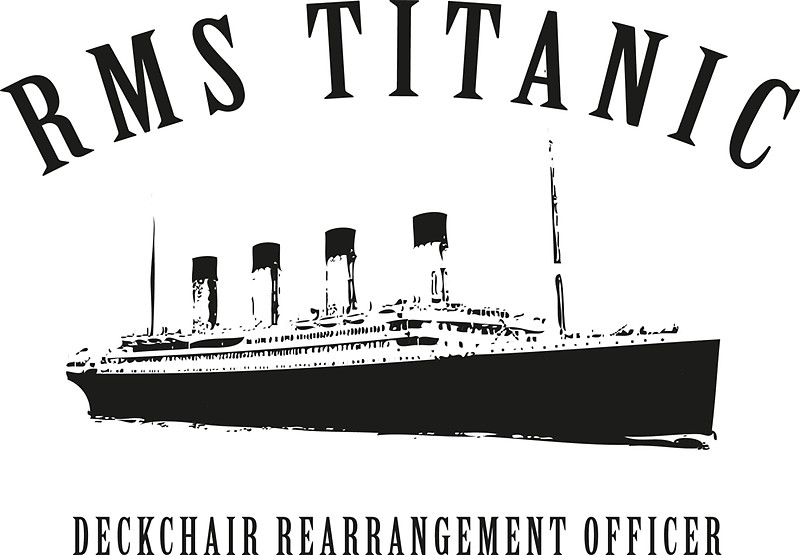 RMS TITANIC
DECKCHAIR REARRANGEMENT OFFICER